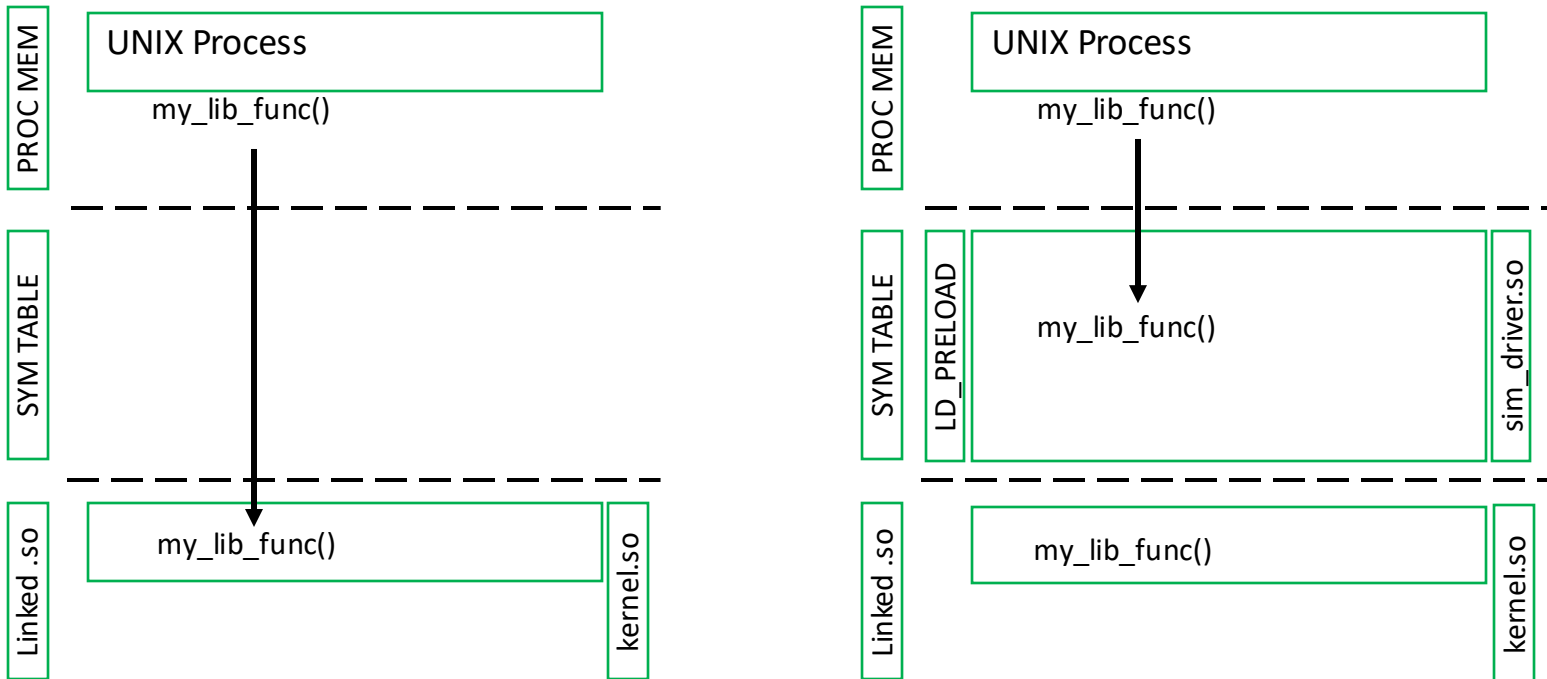 PROC MEM
UNIX Process
my_lib_func()
SYM TABLE
Linked .so
my_lib_func()
kernel.so
PROC MEM
UNIX Process
my_lib_func()
SYM TABLE
LD_PRELOAD
my_lib_func()
sim_driver.so
Linked .so
my_lib_func()
kernel.so